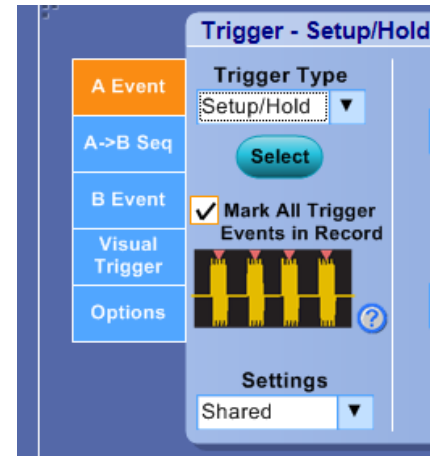 Trigger - Setup/Hold
A Event
A->B Seq
B Event
Visual
Trigger
Options
Trigger Type
Setup/Hold
Select
Mark All Trigger
Events in Record
?
Settings
Shared